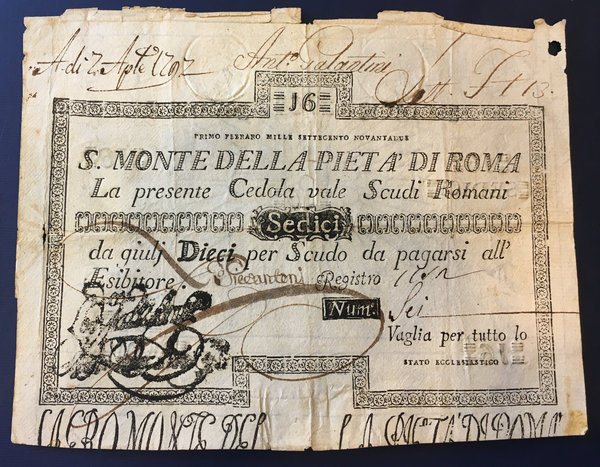 A di 2 Aple 1792 Anto. Galantini
16
PRIMO FEBRARO MILLE SETTECENTO NOVANTADUE
S. MONTE DELLA PIETA' DI ROMA
La presente Cedola vale Scudi Romani
Sedici
da giulj Dieci per Scudo da pagarsi all'
Esibitore. Registro
Num. Sei
Vaglia per tutto lo
STATO ECCLESIASTICO
SACRO MONTE DEL LA PIETA' DI ROMA